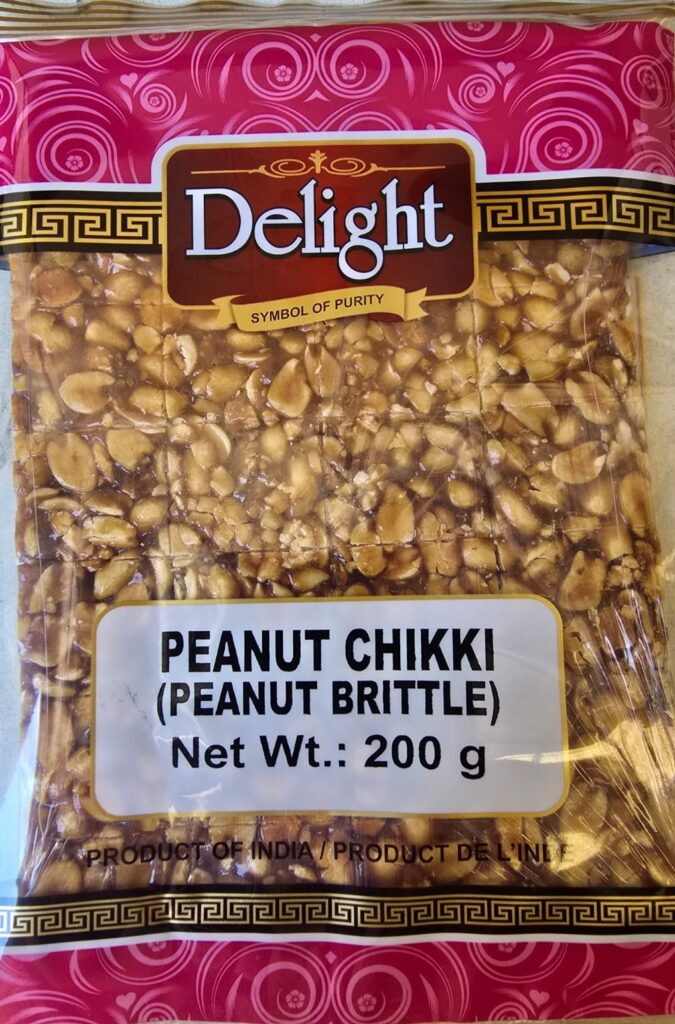 Delight
SYMBOL OF PURITY
PEANUT CHIKKI
(PEANUT BRITTLE)
Net Wt.: 200 g
PRODUCT OF INDIA / PRODUCT DE L'INDE